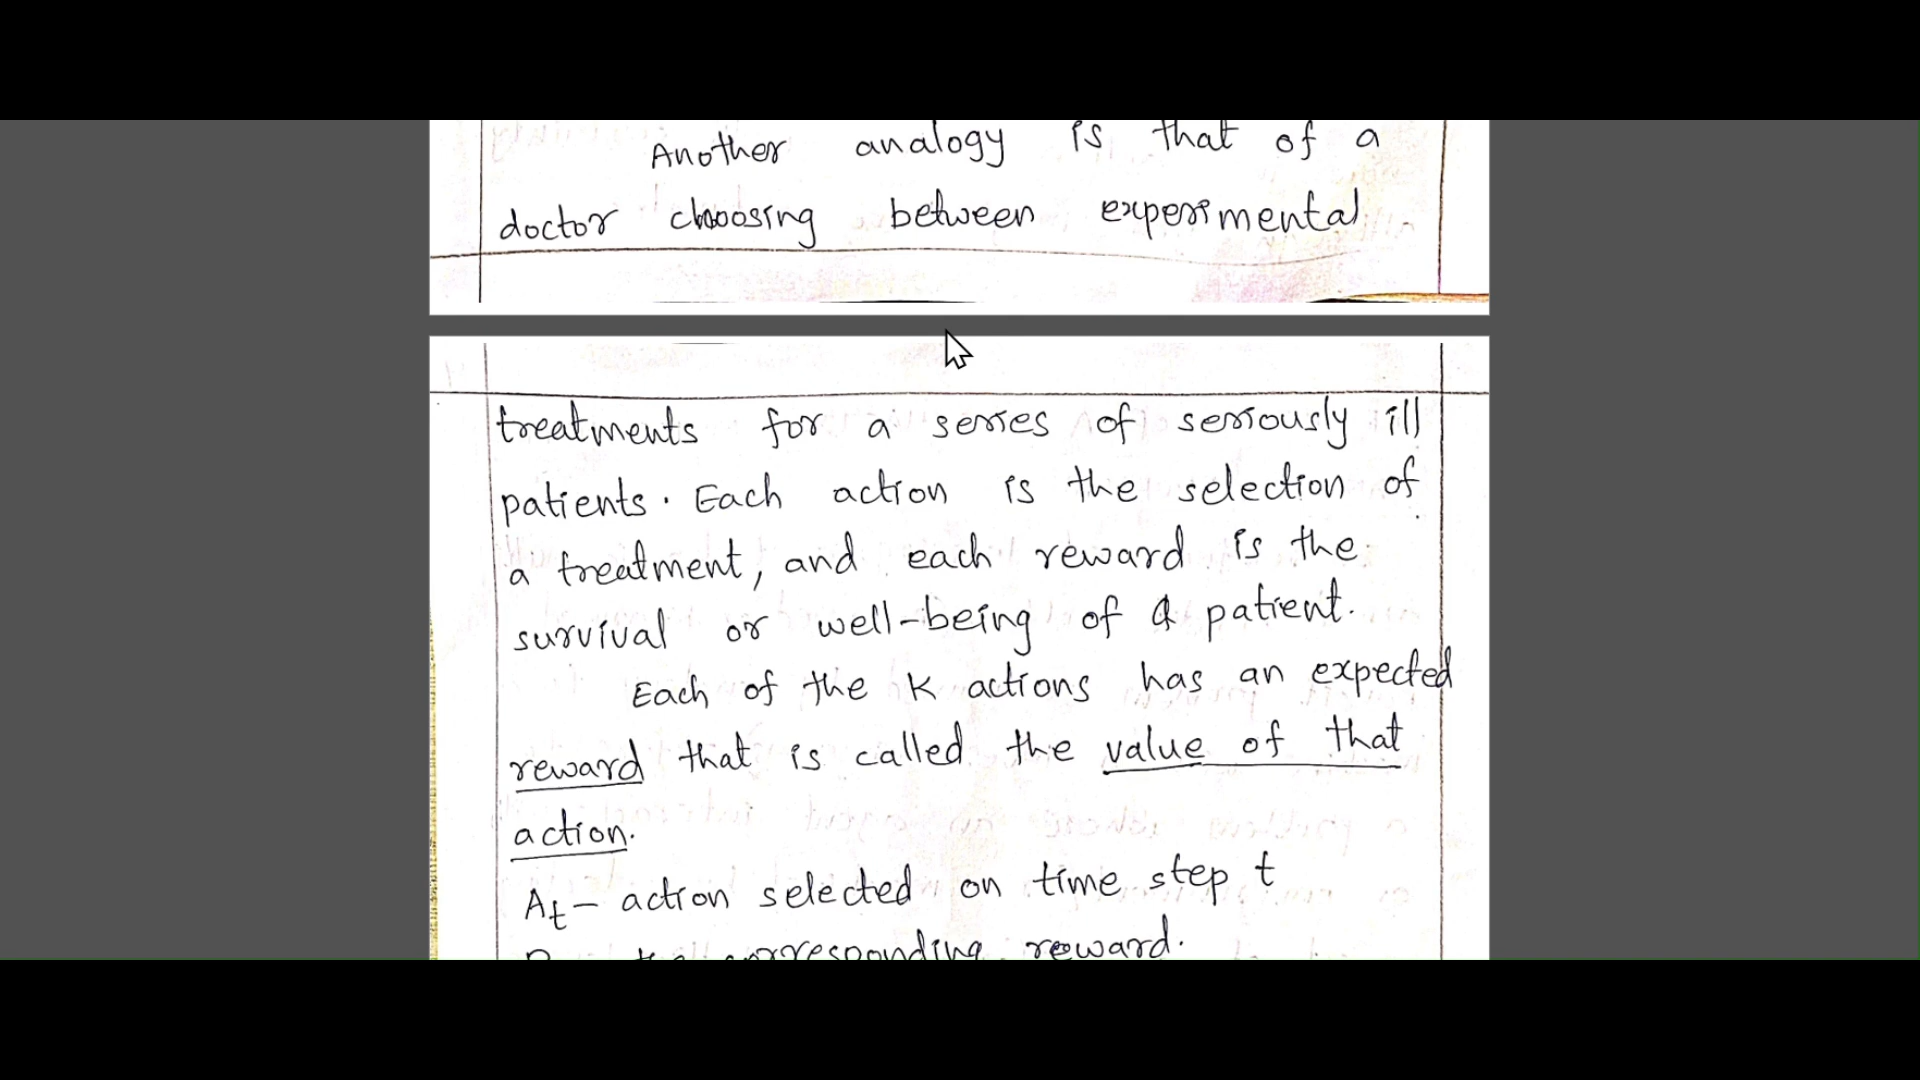 Another analogy is that of a
doctor choosing between experimental
treatments for a series of seriously ill
patients. Each action is the selection of
a treatment, and each reward is the
survival or well-being of a patient.
Each of the K actions has an expected
reward that is called the value of that
action.
At – action selected on time step t
corresponding reward.